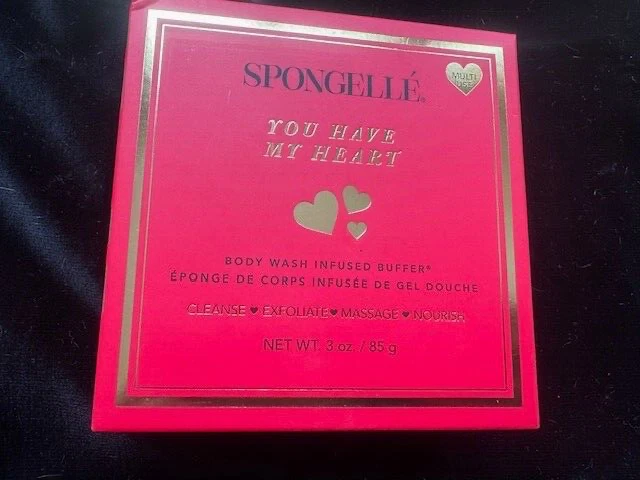 SPONGELLÉ®
MULTI
USE
YOU HAVE
MY HEART
BODY WASH INFUSED BUFFER®
ÉPONGE DE CORPS INFUSÉE DE GEL DOUCHE
CLEANSE ♥ EXFOLIATE ♥ MASSAGE ♥ NOURISH
NET WT. 3 oz. / 85 g